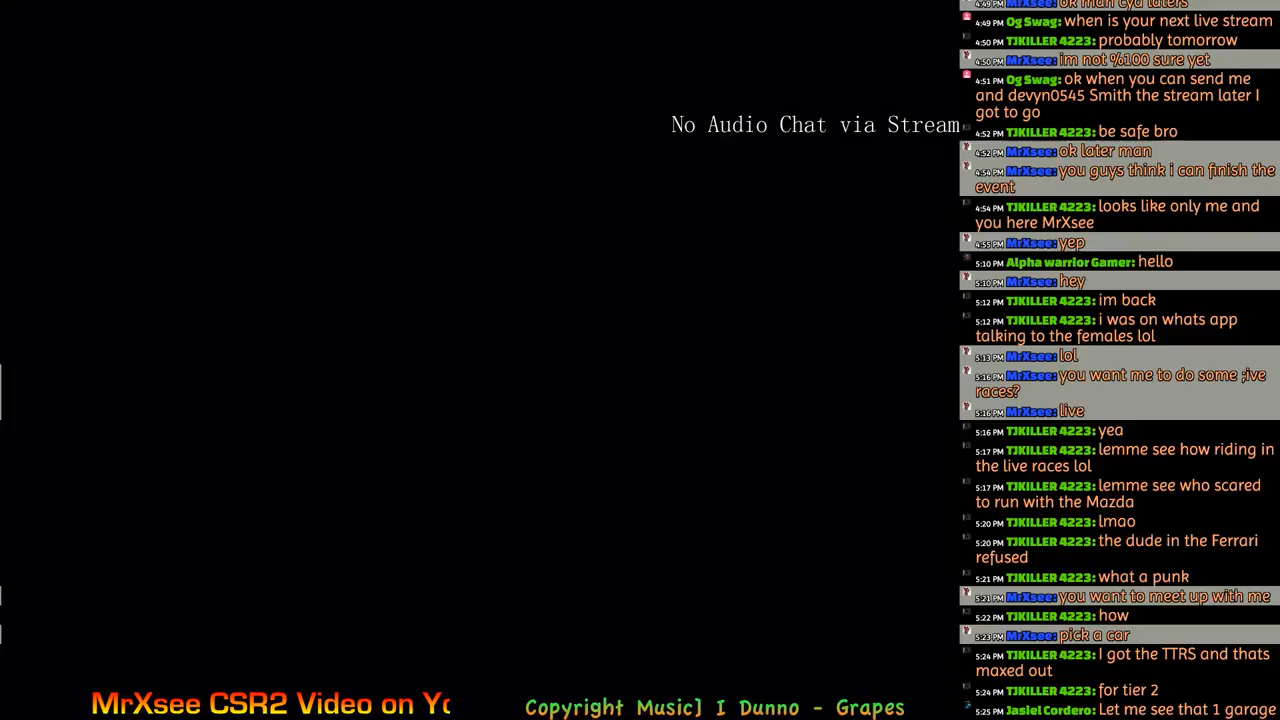 4:49 PM MrXsee: ok man cya laters
4:49 PM Og Swag: when is your next live stream
4:50 PM TJKILLER 4223: probably tomorrow
4:50 PM MrXsee: im not %100 sure yet
4:51 PM Og Swag: ok when you can send me
and devyn0545 Smith the stream later I
got to go
No Audio Chat via Stream
4:52 PM TJKILLER 4223: be safe bro
4:52 PM MrXsee: ok later man
4:54 PM MrXsee: you guys think i can finish the
event
4:54 PM TJKILLER 4223: looks like only me and
you here MrXsee
4:55 PM MrXsee: yep
5:10 PM Alpha warrior Gamer: hello
5:10 PM MrXsee: hey
5:12 PM TJKILLER 4223: im back
5:12 PM TJKILLER 4223: i was on whats app
talking to the females lol
5:13 PM MrXsee: lol
5:16 PM MrXsee: you want me to do some ;ive
races?
5:16 PM MrXsee: live
5:16 PM TJKILLER 4223: yea
5:17 PM TJKILLER 4223: lemme see how riding in
the live races lol
5:17 PM TJKILLER 4223: lemme see who scared
to run with the Mazda
5:20 PM TJKILLER 4223: lmao
5:20 PM TJKILLER 4223: the dude in the Ferrari
refused
5:21 PM TJKILLER 4223: what a punk
5:21 PM MrXsee: you want to meet up with me
5:22 PM TJKILLER 4223: how
5:23 PM MrXsee: pick a car
5:24 PM TJKILLER 4223: I got the TTRS and thats
maxed out
5:24 PM TJKILLER 4223: for tier 2
5:25 PM Jasiel Cordero: Let me see that 1 garage
MrXsee CSR2 Video on Yo
Copyright Music] I Dunno - Grapes